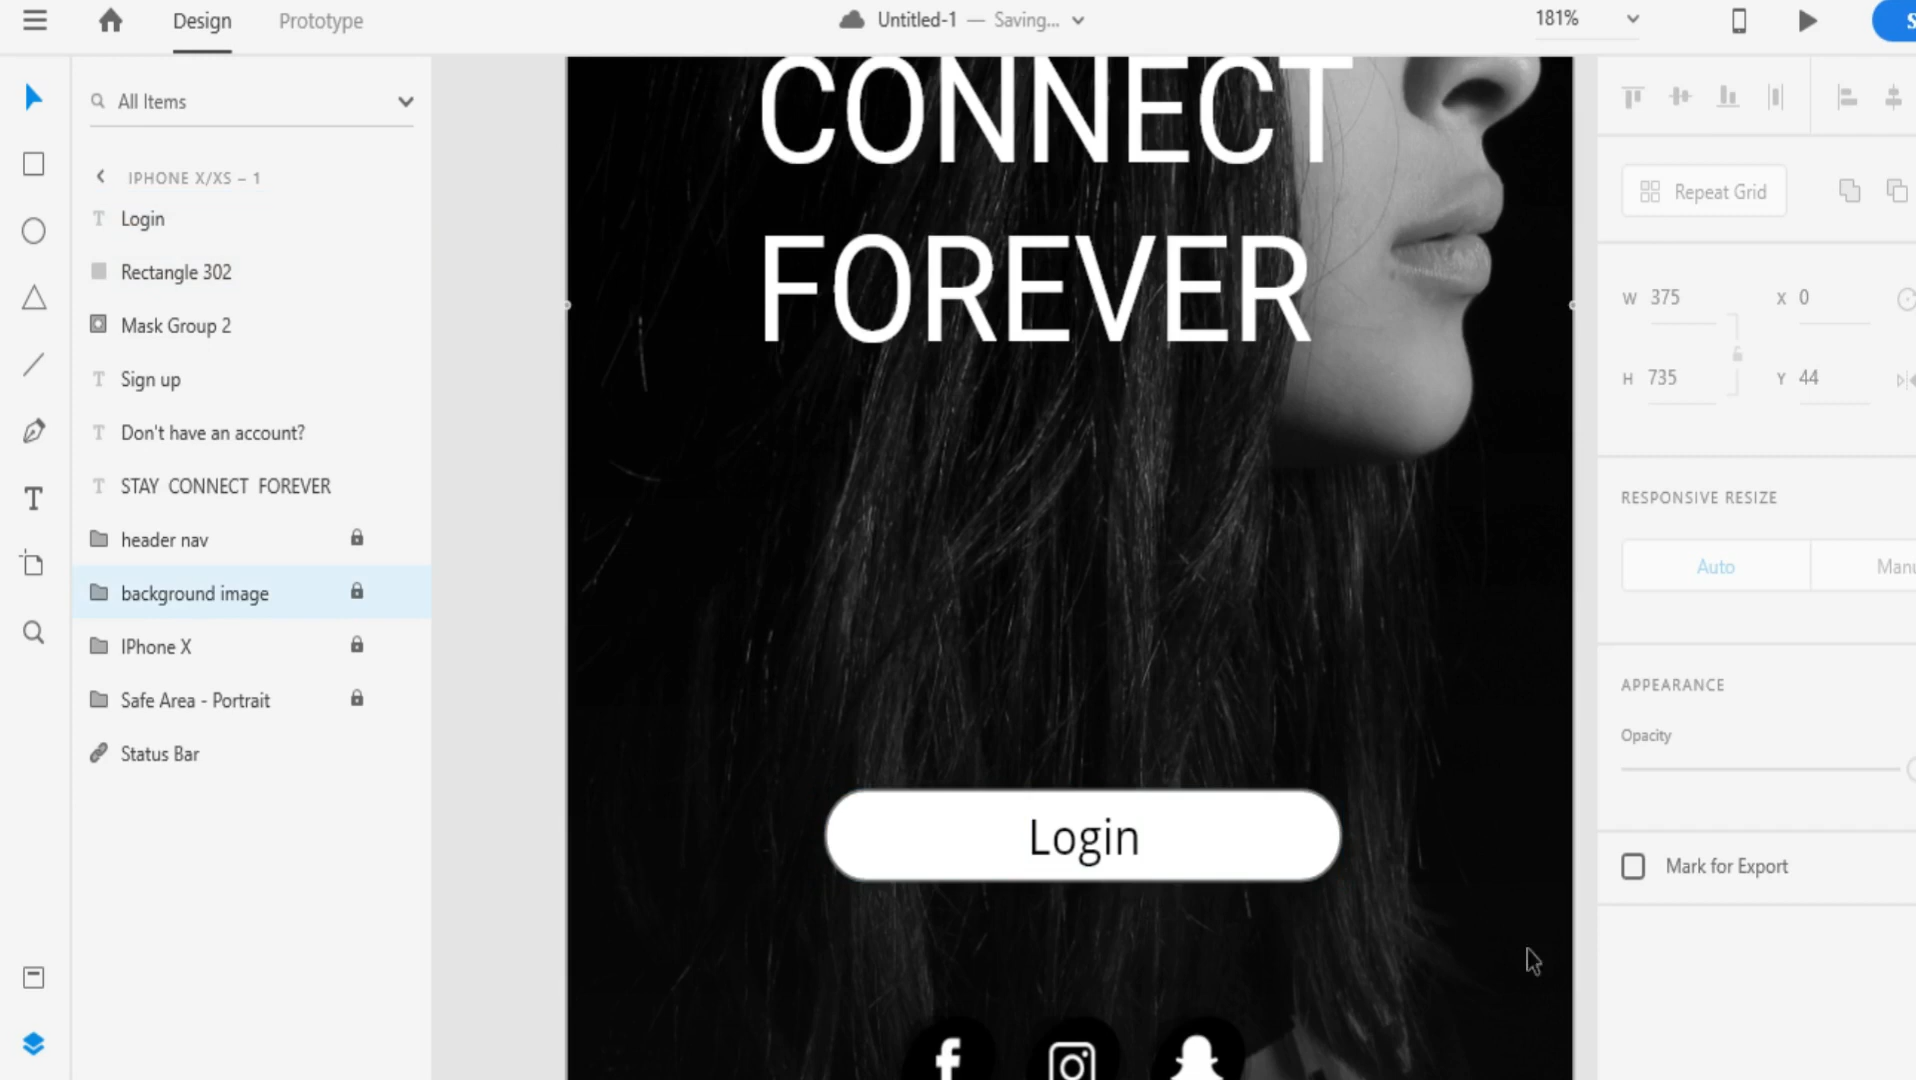 Design
Prototype
Untitled-1 — Saving...
181%
S
All Items
IPHONE X/XS – 1
Login
Rectangle 302
Mask Group 2
Sign up
Don't have an account?
STAY CONNECT FOREVER
header nav
background image
IPhone X
Safe Area - Portrait
Status Bar
CONNECT
FOREVER
Login
Repeat Grid
W 375
X 0
H 735
Y 44
RESPONSIVE RESIZE
Auto
Manu
APPEARANCE
Opacity
Mark for Export